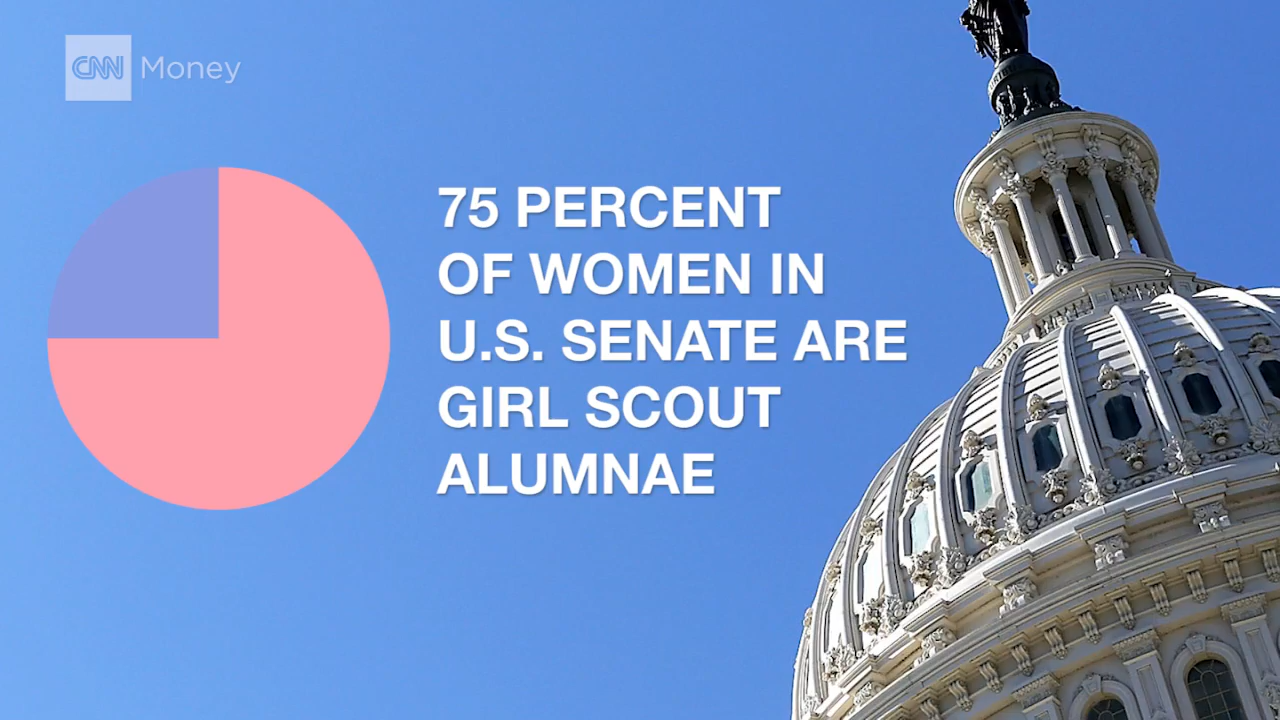 CNN Money
75 PERCENT
OF WOMEN IN
U.S. SENATE ARE
GIRL SCOUT
ALUMNAE